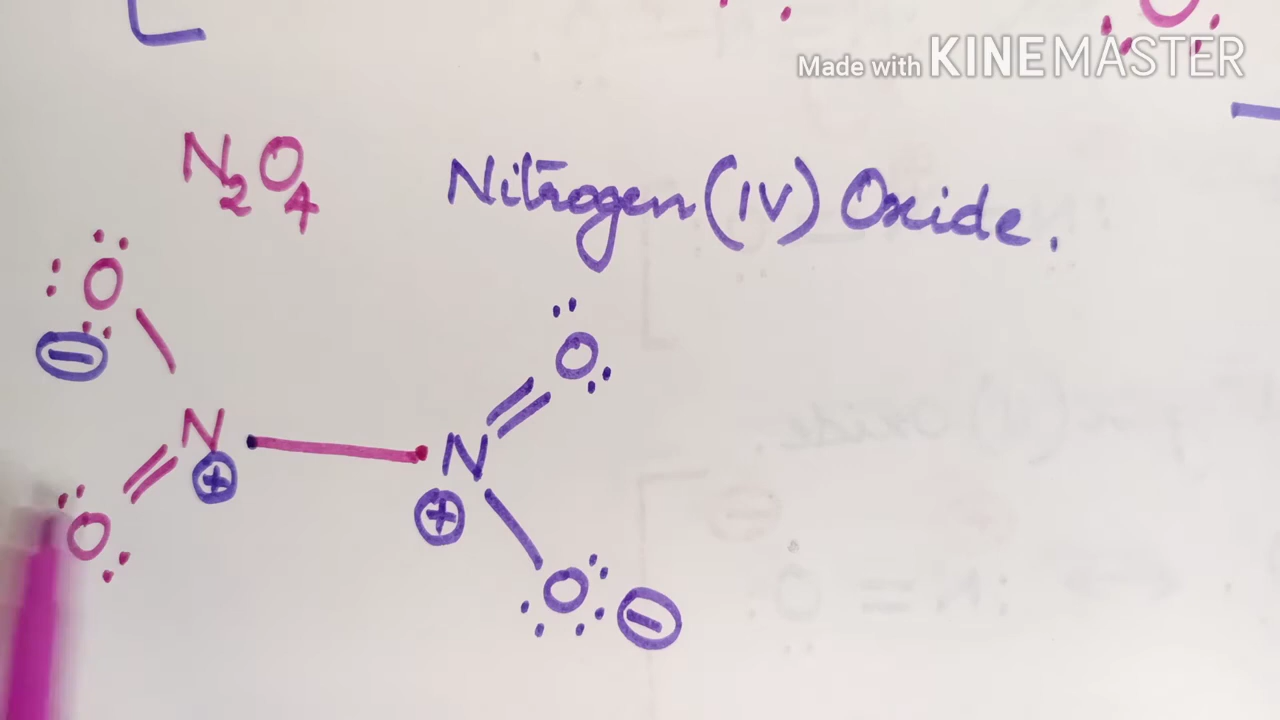 Made with KINEMASTER
N₂O₄ Nitrogen (IV) Oxide.
O O
⊖
N N
⊕ ⊕
O O ⊖